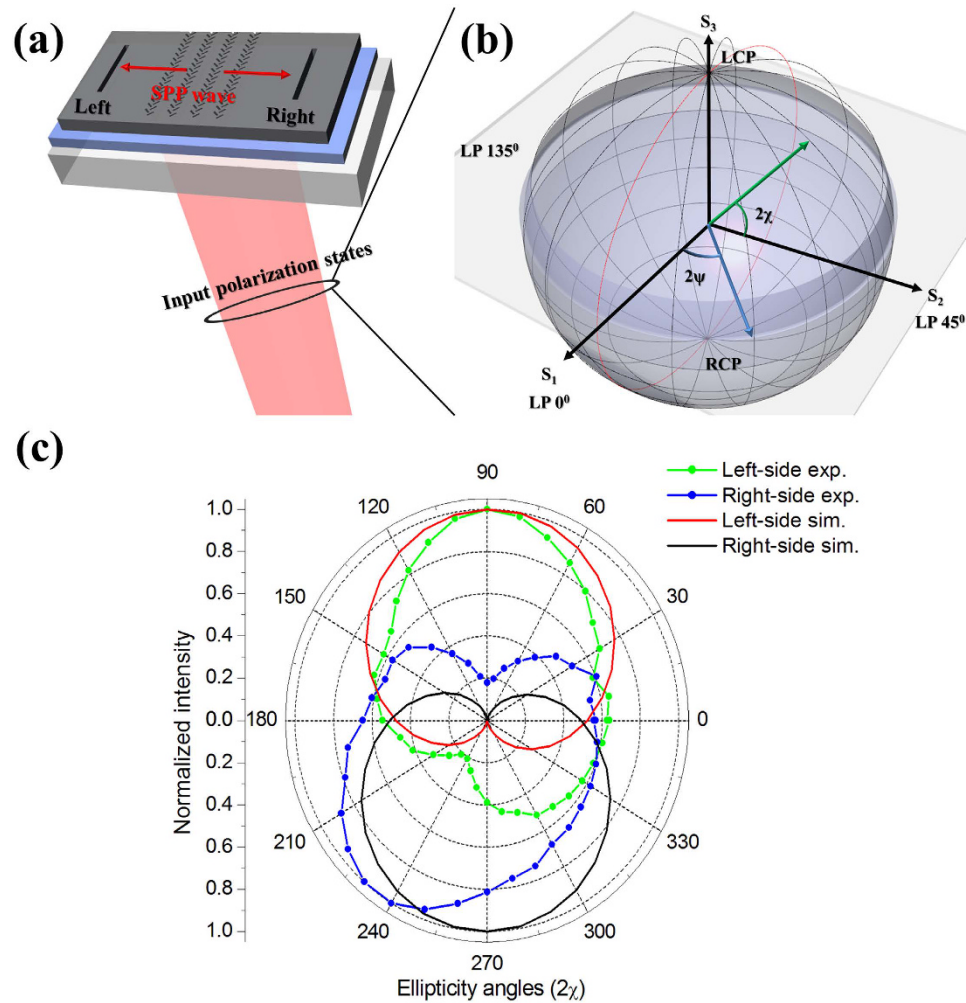 (a)
SPP wave
Left
Right
Input polarization states
(b)
S3
LCP
LP 135⁰
2χ
2ψ
S2
LP 45⁰
RCP
S1
LP 0⁰
(c)
Left-side exp.
Right-side exp.
Left-side sim.
Right-side sim.
90
120
60
150
30
180
0
210
330
240
300
270
1.0
0.8
0.6
0.4
0.2
0.0
0.2
0.4
0.6
0.8
1.0
Normalized intensity
Ellipticity angles (2χ)